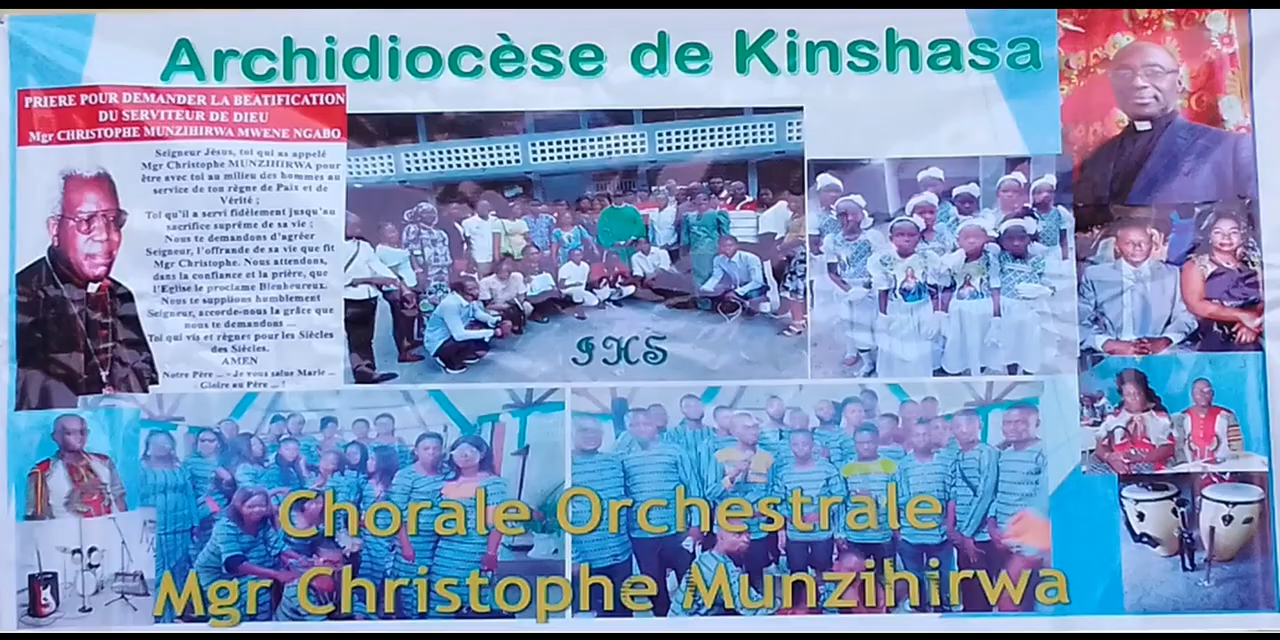 Archidiocèse de Kinshasa
PRIERE POUR DEMANDER LA BEATIFICATION
DU SERVITEUR DE DIEU
Mgr CHRISTOPHE MUNZIHIRWA MWENE NGABO
Seigneur Jésus, toi qui as appelé
Mgr Christophe MUNZIHIRWA pour
être avec toi au milieu des hommes au
service de ton règne de Paix et de
Vérité ;
Toi qu'il a servi fidèlement jusqu'au
sacrifice suprême de sa vie ;
Nous te demandons d'agréer
Seigneur, l'offrande de sa vie que fit
Mgr Christophe. Nous attendons,
dans la confiance et la prière, que
l'Eglise le proclame Bienheureux.
Nous te supplions humblement
Seigneur, accorde-nous la grâce que
nous te demandons ...
Toi qui vis et règnes pour les Siècles
des Siècles.
AMEN
Notre Père ... - Je vous salue Marie ...
Gloire au Père ... !
JHS
Chorale Orchestrale
Mgr Christophe Munzihirwa